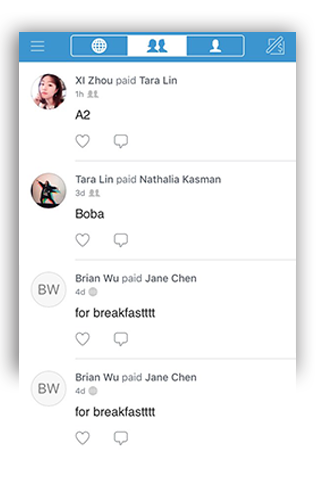 XI Zhou paid Tara Lin
1h
A2
Tara Lin paid Nathalia Kasman
3d
Boba
BW
Brian Wu paid Jane Chen
4d
for breakfastttt
BW
Brian Wu paid Jane Chen
4d
for breakfastttt